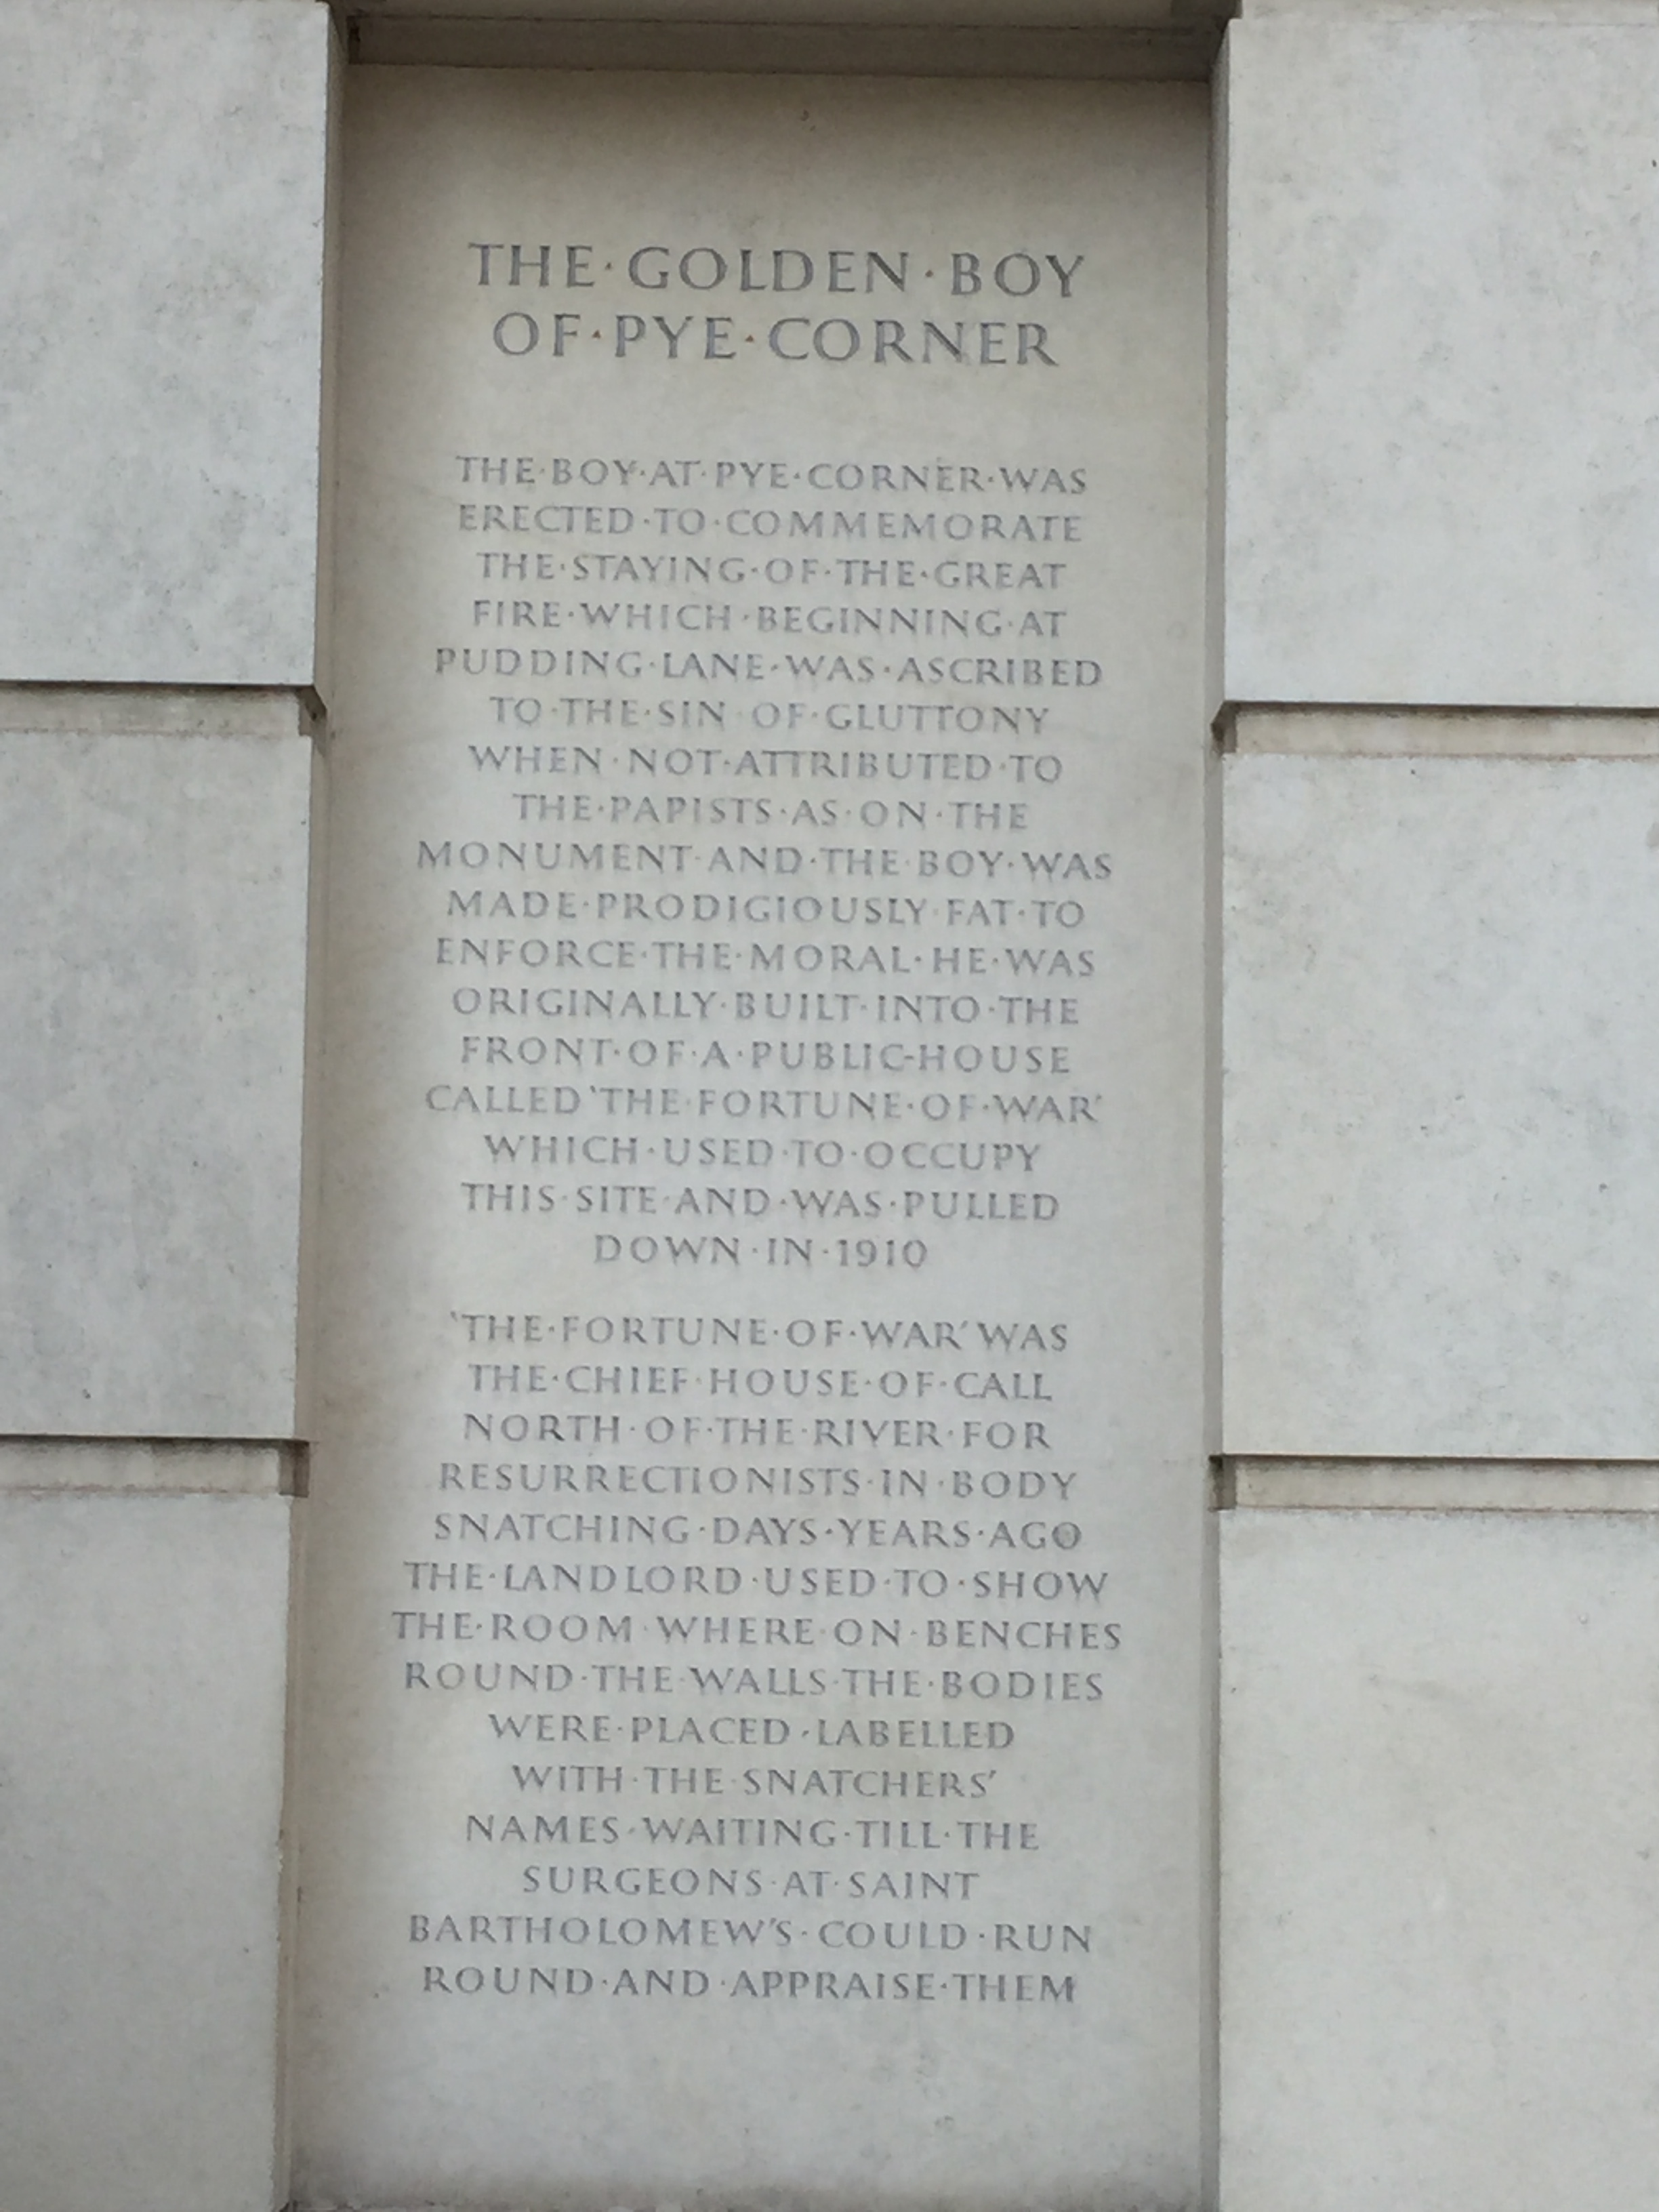 THE·GOLDEN·BOY
OF·PYE·CORNER
THE·BOY·AT·PYE·CORNER·WAS
ERECTED·TO·COMMEMORATE
THE·STAYING·OF·THE·GREAT
FIRE·WHICH·BEGINNING·AT
PUDDING·LANE·WAS·ASCRIBED
TO·THE·SIN·OF·GLUTTONY
WHEN·NOT·ATTRIBUTED·TO
THE·PAPISTS·AS·ON·THE
MONUMENT·AND·THE·BOY·WAS
MADE·PRODIGIOUSLY·FAT·TO
ENFORCE·THE·MORAL·HE·WAS
ORIGINALLY·BUILT·INTO·THE
FRONT·OF·A·PUBLIC-HOUSE
CALLED 'THE·FORTUNE·OF·WAR'
WHICH·USED·TO·OCCUPY
THIS·SITE·AND·WAS·PULLED
DOWN·IN·1910
'THE·FORTUNE·OF·WAR' WAS
THE·CHIEF·HOUSE·OF·CALL
NORTH·OF·THE·RIVER·FOR
RESURRECTIONISTS·IN·BODY
SNATCHING·DAYS·YEARS·AGO
THE·LANDLORD·USED·TO·SHOW
THE·ROOM·WHERE·ON·BENCHES
ROUND·THE·WALLS·THE·BODIES
WERE·PLACED·LABELLED
WITH·THE·SNATCHERS'
NAMES·WAITING·TILL·THE
SURGEONS·AT·SAINT
BARTHOLOMEW'S·COULD·RUN
ROUND·AND·APPRAISE·THEM